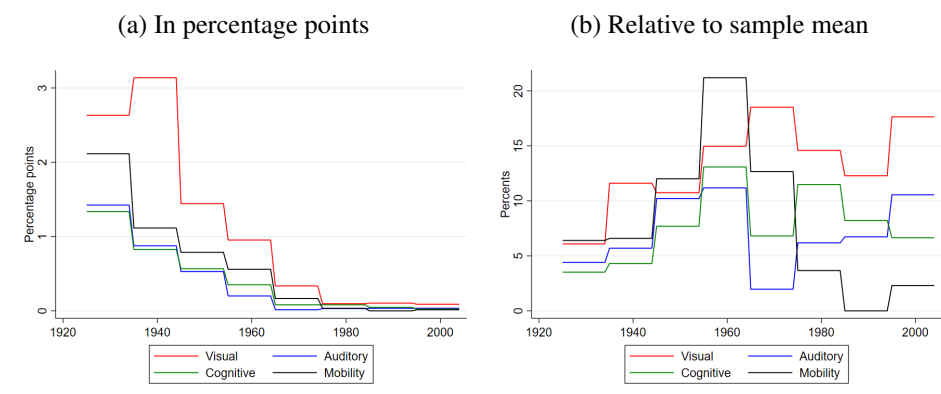 (a) In percentage points
(b) Relative to sample mean
Percentage points
3
2
1
0
1920 1940 1960 1980 2000
Visual Auditory
Cognitive Mobility
Percents
20
15
10
5
0
1920 1940 1960 1980 2000
Visual Auditory
Cognitive Mobility